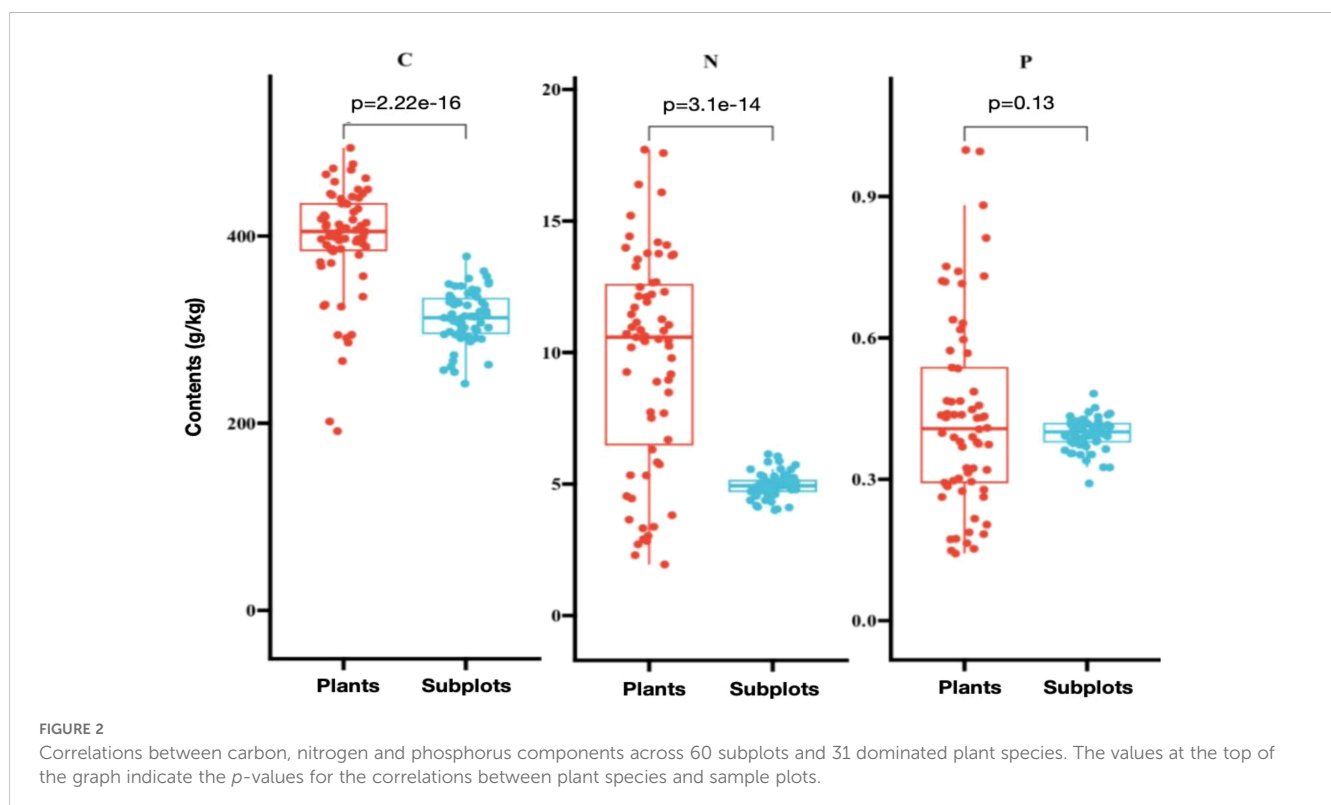 C
N
P
p=2.22e-16
p=3.1e-14
p=0.13
Contents (g/kg)
400
200
0
20
15
10
5
0
0.9
0.6
0.3
0.0
Plants
Subplots
Plants
Subplots
Plants
Subplots
FIGURE 2
Correlations between carbon, nitrogen and phosphorus components across 60 subplots and 31 dominated plant species. The values at the top of
the graph indicate the p-values for the correlations between plant species and sample plots.